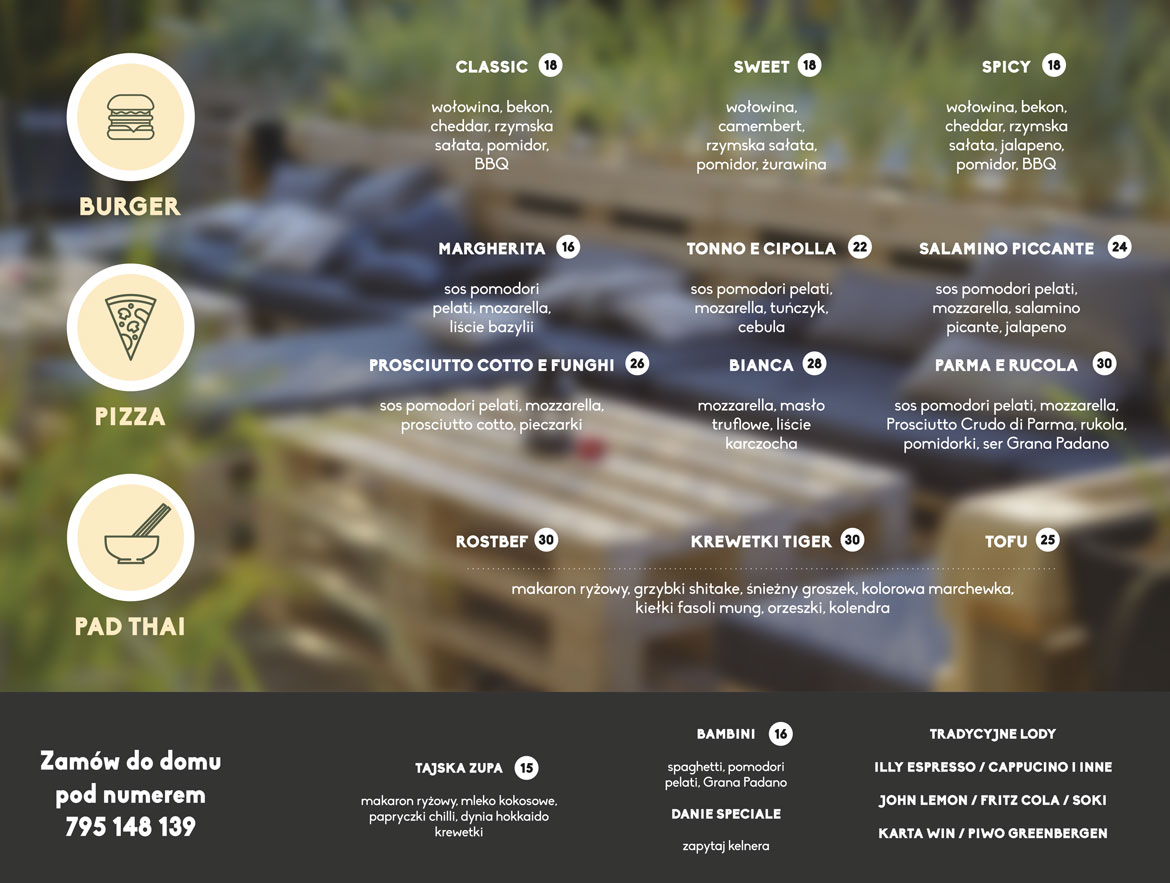 BURGER
CLASSIC 18
wołowina, bekon,
cheddar, rzymska
sałata, pomidor,
BBQ
SWEET 18
wołowina,
camembert,
rzymska sałata,
pomidor, żurawina
SPICY 18
wołowina, bekon,
cheddar, rzymska
sałata, jalapeno,
pomidor, BBQ
PIZZA
MARGHERITA 16
sos pomodori
pelati, mozarella,
liście bazylii
TONNO E CIPOLLA 22
sos pomodori pelati,
mozarella, tuńczyk,
cebula
SALAMINO PICCANTE 24
sos pomodori pelati,
mozzarella, salamino
picante, jalapeno
PROSCIUTTO COTTO E FUNGHI 26
sos pomodori pelati, mozzarella,
prosciutto cotto, pieczarki
BIANCA 28
mozzarella, masło
truflowe, liście
karczocha
PARMA E RUCOLA 30
sos pomodori pelati, mozzarella,
Prosciutto Crudo di Parma, rukola,
pomidorki, ser Grana Padano
PAD THAI
ROSTBEF 30
KREWETKI TIGER 30
TOFU 25
makaron ryżowy, grzybki shitake, śnieżny groszek, kolorowa marchewka,
kiełki fasoli mung, orzeszki, kolendra
Zamów do domu
pod numerem
795 148 139
TAJSKA ZUPA 15
makaron ryżowy, mleko kokosowe,
papryczki chilli, dynia hokkaido
krewetki
BAMBINI 16
spaghetti, pomodori
pelati, Grana Padano
DANIE SPECIALE
zapytaj kelnera
TRADYCYJNE LODY
ILLY ESPRESSO / CAPPUCINO I INNE
JOHN LEMON / FRITZ COLA / SOKI
KARTA WIN / PIWO GREENBERGEN